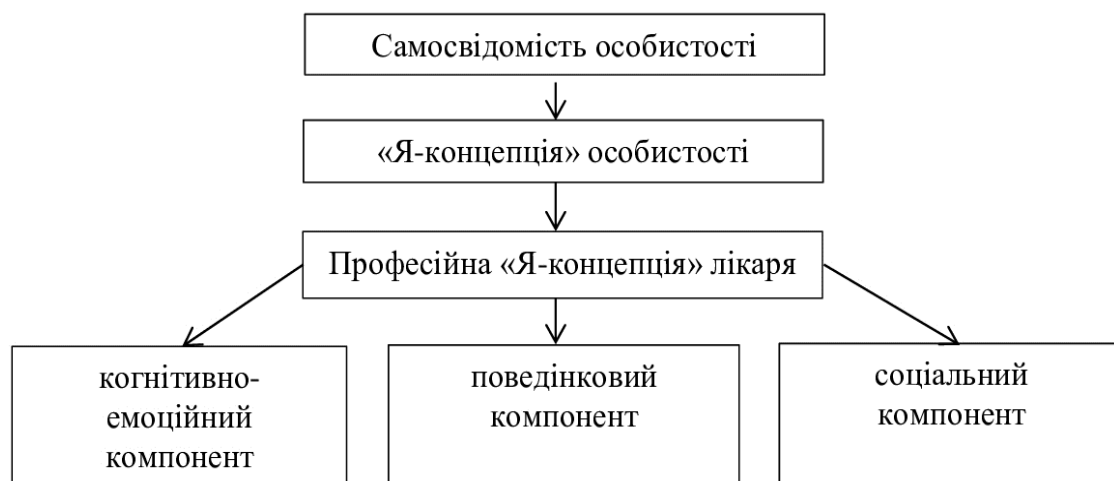 Самосвідомість особистості
«Я-концепція» особистості
Професійна «Я-концепція» лікаря
когнітивно-
емоційний
компонент
поведінковий
компонент
соціальний
компонент